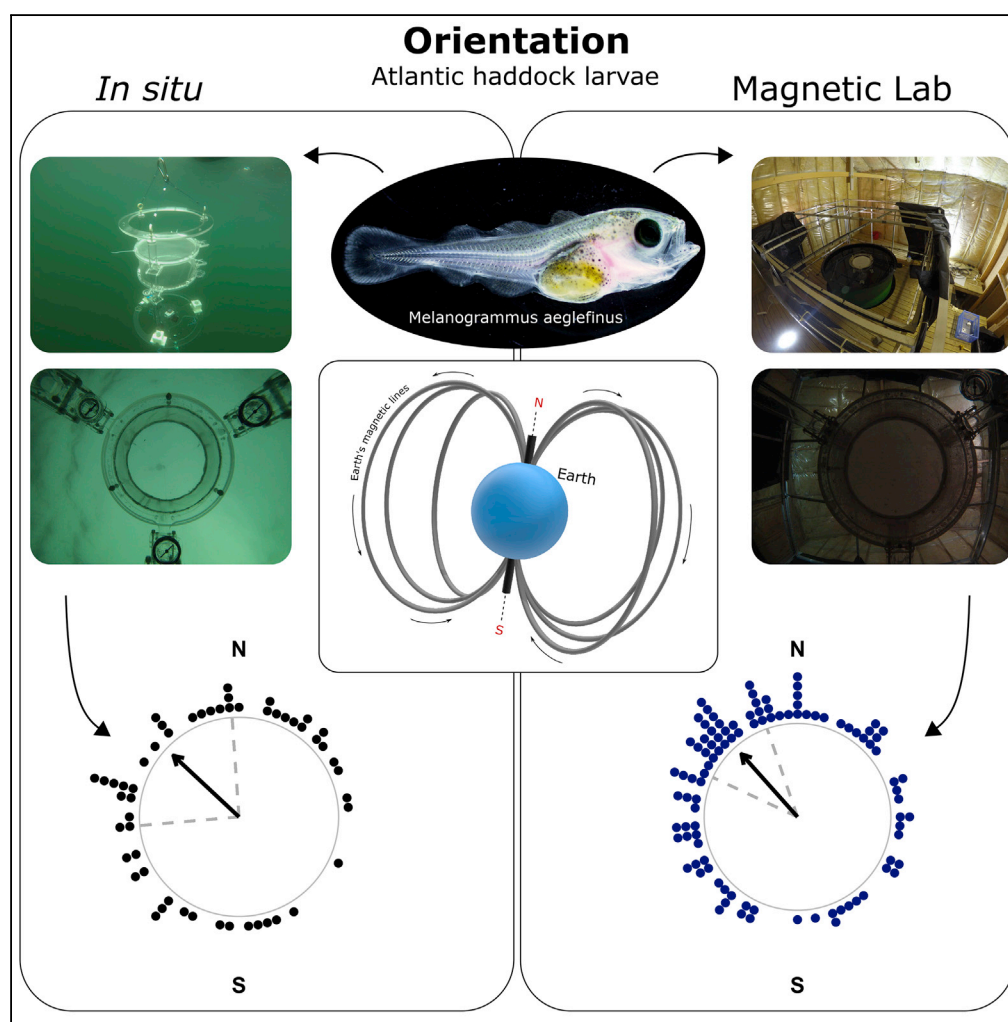 Orientation
Atlantic haddock larvae
In situ
Magnetic Lab
Melanogrammus aeglefinus
Earth's magnetic lines
N
Earth
S
N
S
N
S